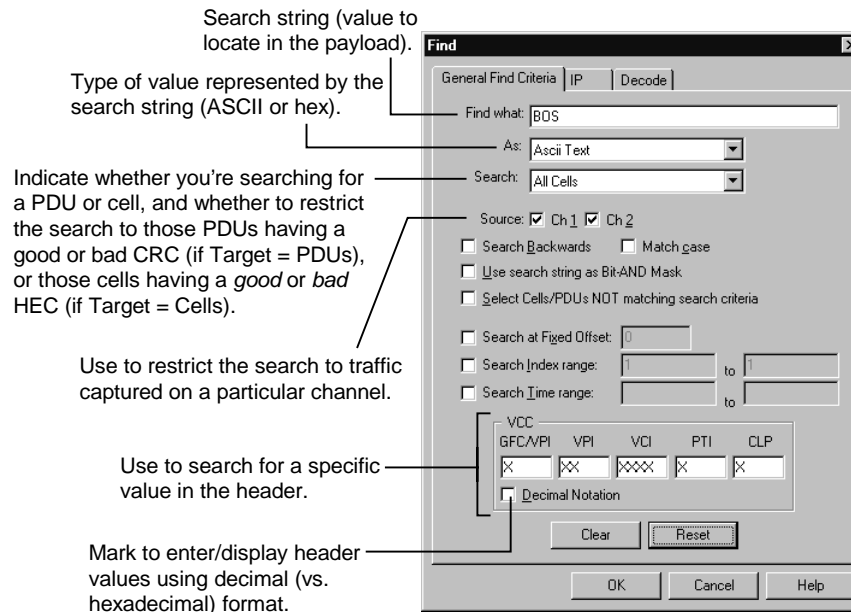 Search string (value to
locate in the payload).
Type of value represented by the
search string (ASCII or hex).
Indicate whether you're searching for
a PDU or cell, and whether to restrict
the search to those PDUs having a
good or bad CRC (if Target = PDUs),
or those cells having a good or bad
HEC (if Target = Cells).
Use to restrict the search to traffic
captured on a particular channel.
Use to search for a specific
value in the header.
Mark to enter/display header
values using decimal (vs.
hexadecimal) format.
Find
General Find Criteria IP Decode
Find what: BOS
As: Ascii Text
Search: All Cells
Source: Ch 1 Ch 2
Search Backwards Match case
Use search string as Bit-AND Mask
Select Cells/PDUs NOT matching search criteria
Search at Fixed Offset: 0
Search Index range: 1 to 1
Search Time range: to
VCC
GFC/VPI VPI VCI PTI CLP
X XX XXXX X X
Decimal Notation
Clear Reset
OK Cancel Help